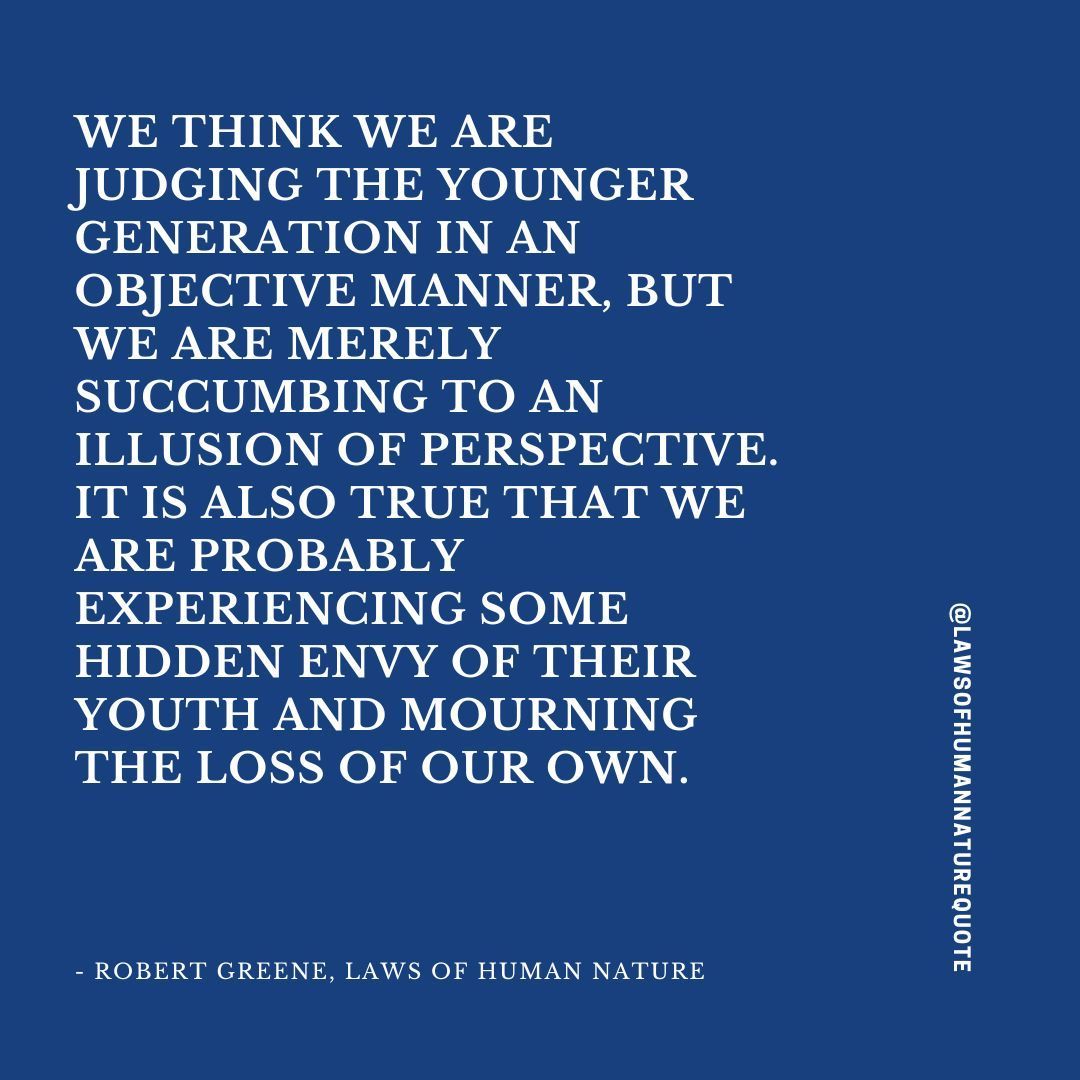 WE THINK WE ARE
JUDGING THE YOUNGER
GENERATION IN AN
OBJECTIVE MANNER, BUT
WE ARE MERELY
SUCCUMBING TO AN
ILLUSION OF PERSPECTIVE.
IT IS ALSO TRUE THAT WE
ARE PROBABLY
EXPERIENCING SOME
HIDDEN ENVY OF THEIR
YOUTH AND MOURNING
THE LOSS OF OUR OWN.
- ROBERT GREENE, LAWS OF HUMAN NATURE
@LAWSOFHUMANNATUREQUOTE